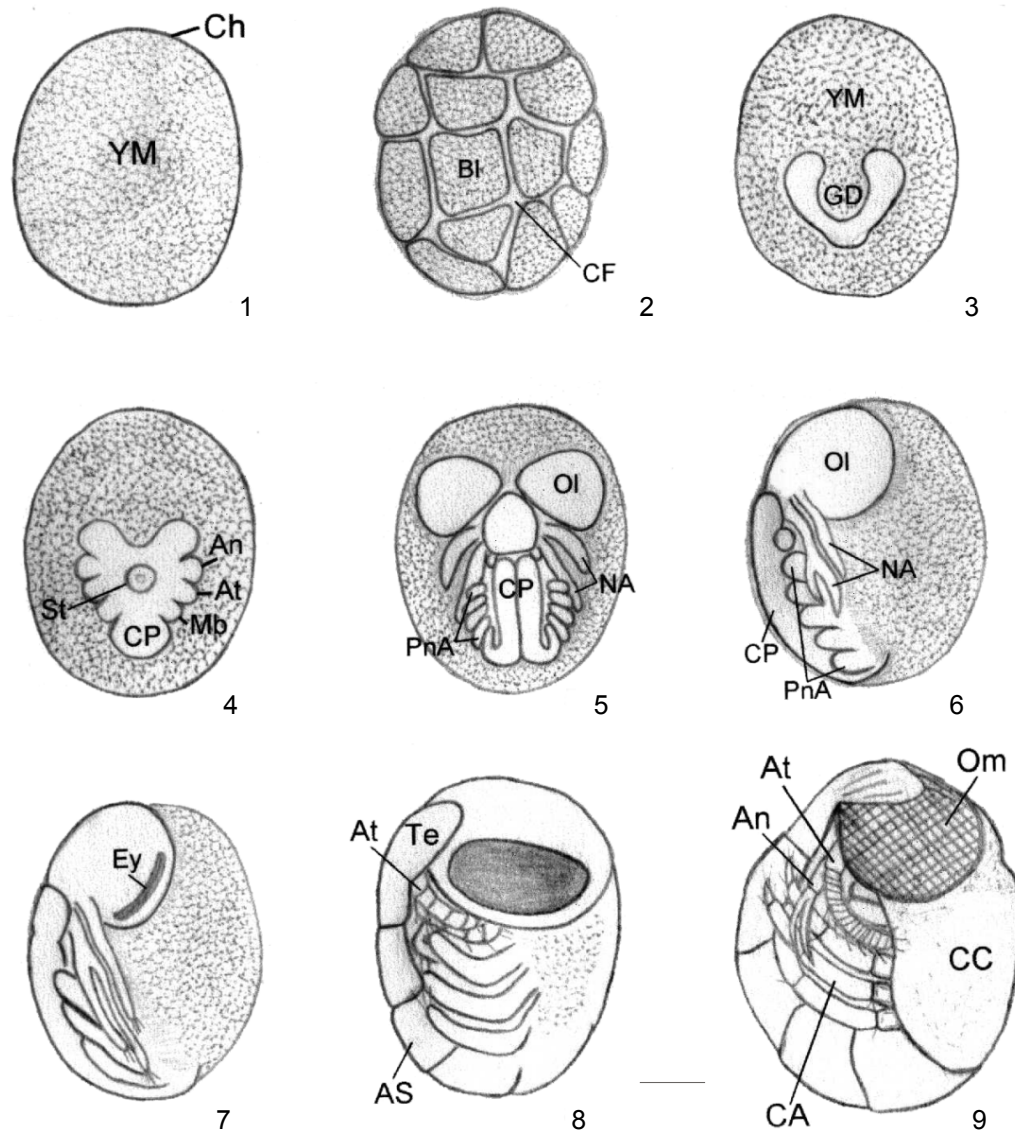 Ch
YM
1
Bl
CF
2
YM
GD
3
An
At
St
Mb
CP
4
Ol
CP
NA
PnA
5
Ol
NA
CP
PnA
6
Ey
7
At
Te
AS
8
At
Om
An
CC
CA
9